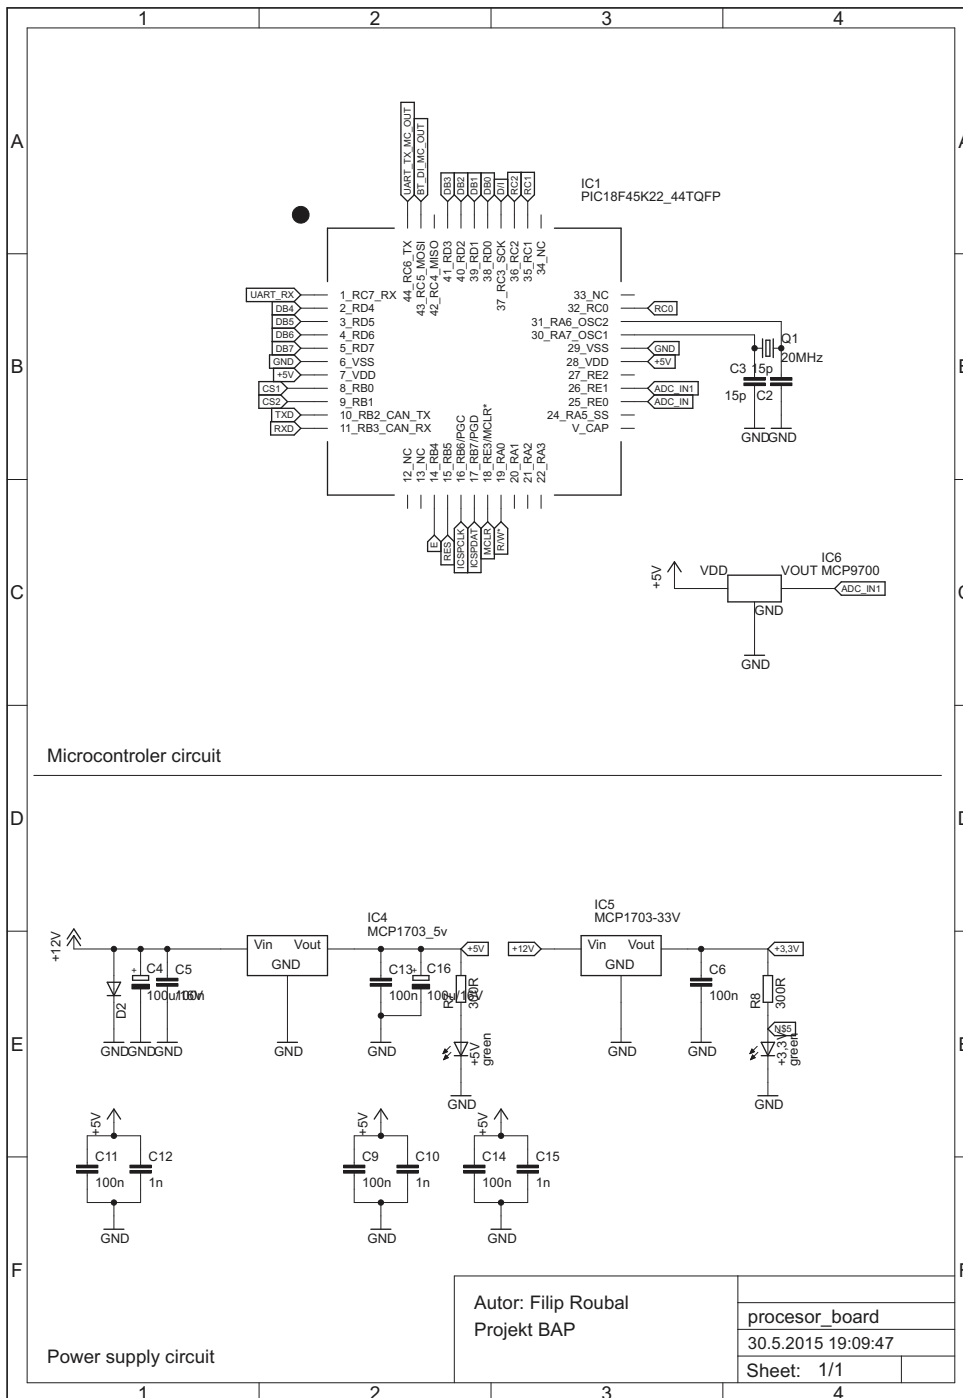 1 2 3 4
A A
UART_TX_MC_OUT
BT_DI_MC_OUT
DB3
DB2
DB1
DB0
D/I
RC2
RC1
IC1
PIC18F45K22_44TQFP
44_RC6_TX
43_RC5_MOSI
42_RC4_MISO
41_RD3
40_RD2
39_RD1
38_RD0
37_RC3_SCK
36_RC2
35_RC1
34_NC
B
UART_RX 1_RC7_RX
DB4 2_RD4
DB5 3_RD5
DB6 4_RD6
DB7 5_RD7
GND 6_VSS
+5V 7_VDD
CS1 8_RB0
CS2 9_RB1
TXD 10_RB2_CAN_TX
RXD 11_RB3_CAN_RX
33_NC
32_RC0 RC0
31_RA6_OSC2
30_RA7_OSC1
29_VSS GND
28_VDD +5V
27_RE2
26_RE1 ADC_IN1
25_RE0 ADC_IN
24_RA5_SS
V_CAP
Q1
20MHz
C3 15p
15p C2
GND GND
12_NC
13_NC
14_RB4
15_RB5
16_RB6/PGC
17_RB7/PGD
18_RE3/MCLR*
19_RA0
20_RA1
21_RA2
22_RA3
E
RES
ICSPCLK
ICSPDAT
MCLR
R/W*
C
IC6
+5V VDD VOUT MCP9700
ADC_IN1
GND
GND
Microcontroler circuit
D
+12V
D2
C4
100u/16V
C5
100n
GND GND GND
IC4
MCP1703_5v
Vin Vout
GND
GND
C13
100n
C16
100u/16V
GND
+5V
300R
+5V
green
GND
IC5
MCP1703-33V
+12V Vin Vout
GND
GND
C6
100n
GND
+3,3V
R8
300R
N$5
+3,3V
green
GND
E
+5V
C11
100n
C12
1n
GND
+5V
C9
100n
C10
1n
GND
+5V
C14
100n
C15
1n
GND
F
Power supply circuit
Autor: Filip Roubal
Projekt BAP
procesor_board
30.5.2015 19:09:47
Sheet: 1/1
1 2 3 4